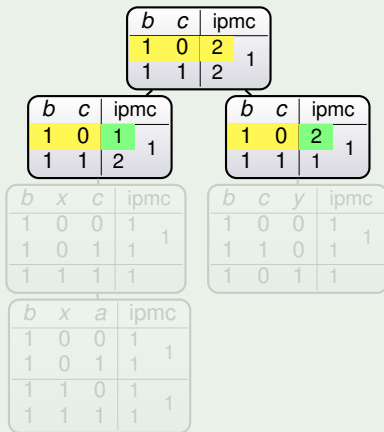 b c ipmc
1 0 2 1
1 1 2
b c ipmc
1 0 1 1
1 1 2
b c ipmc
1 0 2 1
1 1 1
b x c ipmc
1 0 0 1 1
1 0 1 1
1 1 1 1
b c y ipmc
1 0 0 1 1
1 1 0 1
1 0 1 1
b x a ipmc
1 0 0 1 1
1 0 1 1
1 1 0 1 1
1 1 1 1